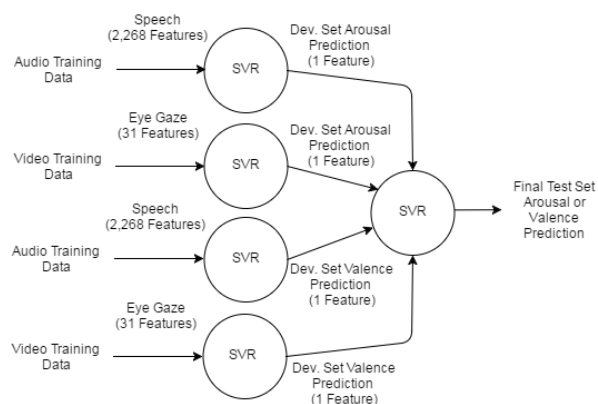 Speech
(2,268 Features)
Audio Training
Data
SVR
Dev. Set Arousal
Prediction
(1 Feature)
Eye Gaze
(31 Features)
Video Training
Data
SVR
Dev. Set Arousal
Prediction
(1 Feature)
Speech
(2,268 Features)
Audio Training
Data
SVR
Dev. Set Valence
Prediction
(1 Feature)
Eye Gaze
(31 Features)
Video Training
Data
SVR
Dev. Set Valence
Prediction
(1 Feature)
SVR
Final Test Set
Arousal or
Valence
Prediction